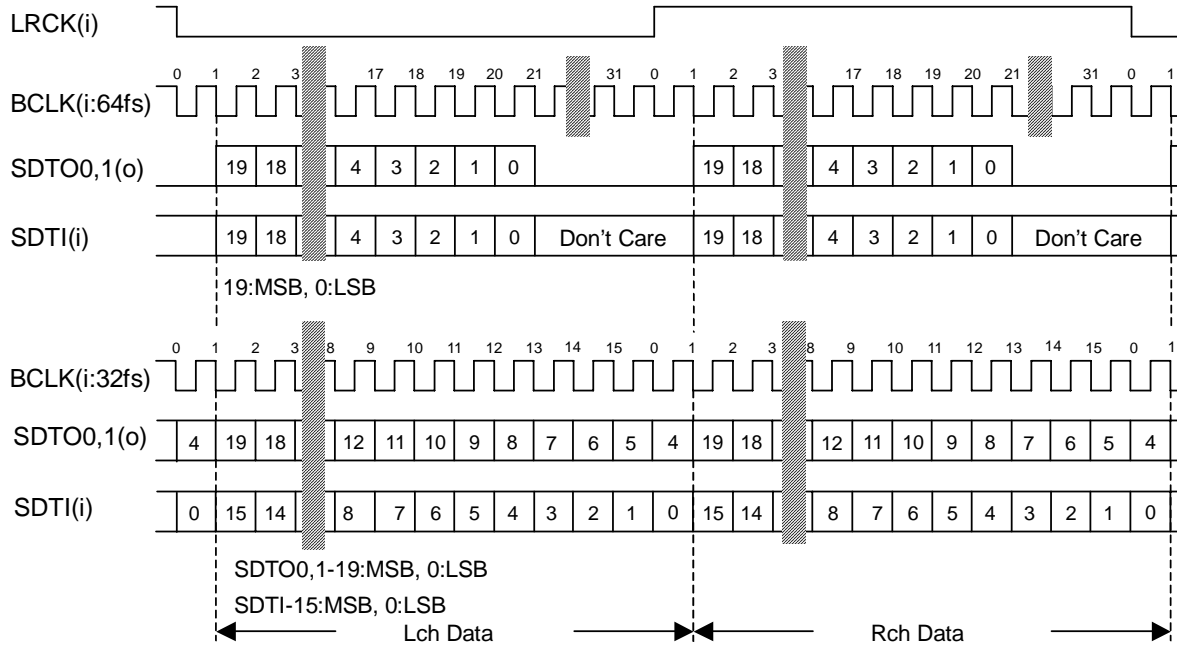 LRCK(i)
0 1 2 3 17 18 19 20 21 31 0 1 2 3 17 18 19 20 21 31 0 1
BCLK(i:64fs)
SDTO0,1(o) 19 18 4 3 2 1 0 19 18 4 3 2 1 0
SDTI(i) 19 18 4 3 2 1 0 Don't Care 19 18 4 3 2 1 0 Don't Care
19:MSB, 0:LSB
0 1 2 3 8 9 10 11 12 13 14 15 0 1 2 3 8 9 10 11 12 13 14 15 0 1
BCLK(i:32fs)
SDTO0,1(o) 4 19 18 12 11 10 9 8 7 6 5 4 19 18 12 11 10 9 8 7 6 5 4
SDTI(i) 0 15 14 8 7 6 5 4 3 2 1 0 15 14 8 7 6 5 4 3 2 1 0
SDTO0,1-19:MSB, 0:LSB
SDTI-15:MSB, 0:LSB
Lch Data Rch Data